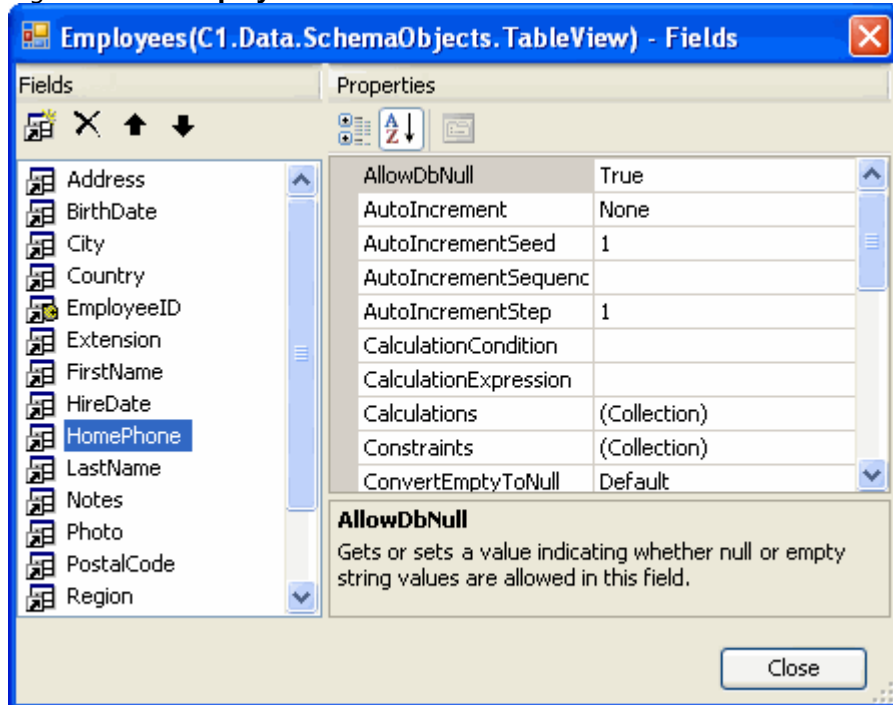 Employees(C1.Data.SchemaObjects.TableView) - Fields
Fields
Properties
Address
BirthDate
City
Country
EmployeeID
Extension
FirstName
HireDate
HomePhone
LastName
Notes
Photo
PostalCode
Region
AllowDbNull True
AutoIncrement None
AutoIncrementSeed 1
AutoIncrementSequenc
AutoIncrementStep 1
CalculationCondition
CalculationExpression
Calculations (Collection)
Constraints (Collection)
ConvertEmptyToNull Default
AllowDbNull
Gets or sets a value indicating whether null or empty
string values are allowed in this field.
Close